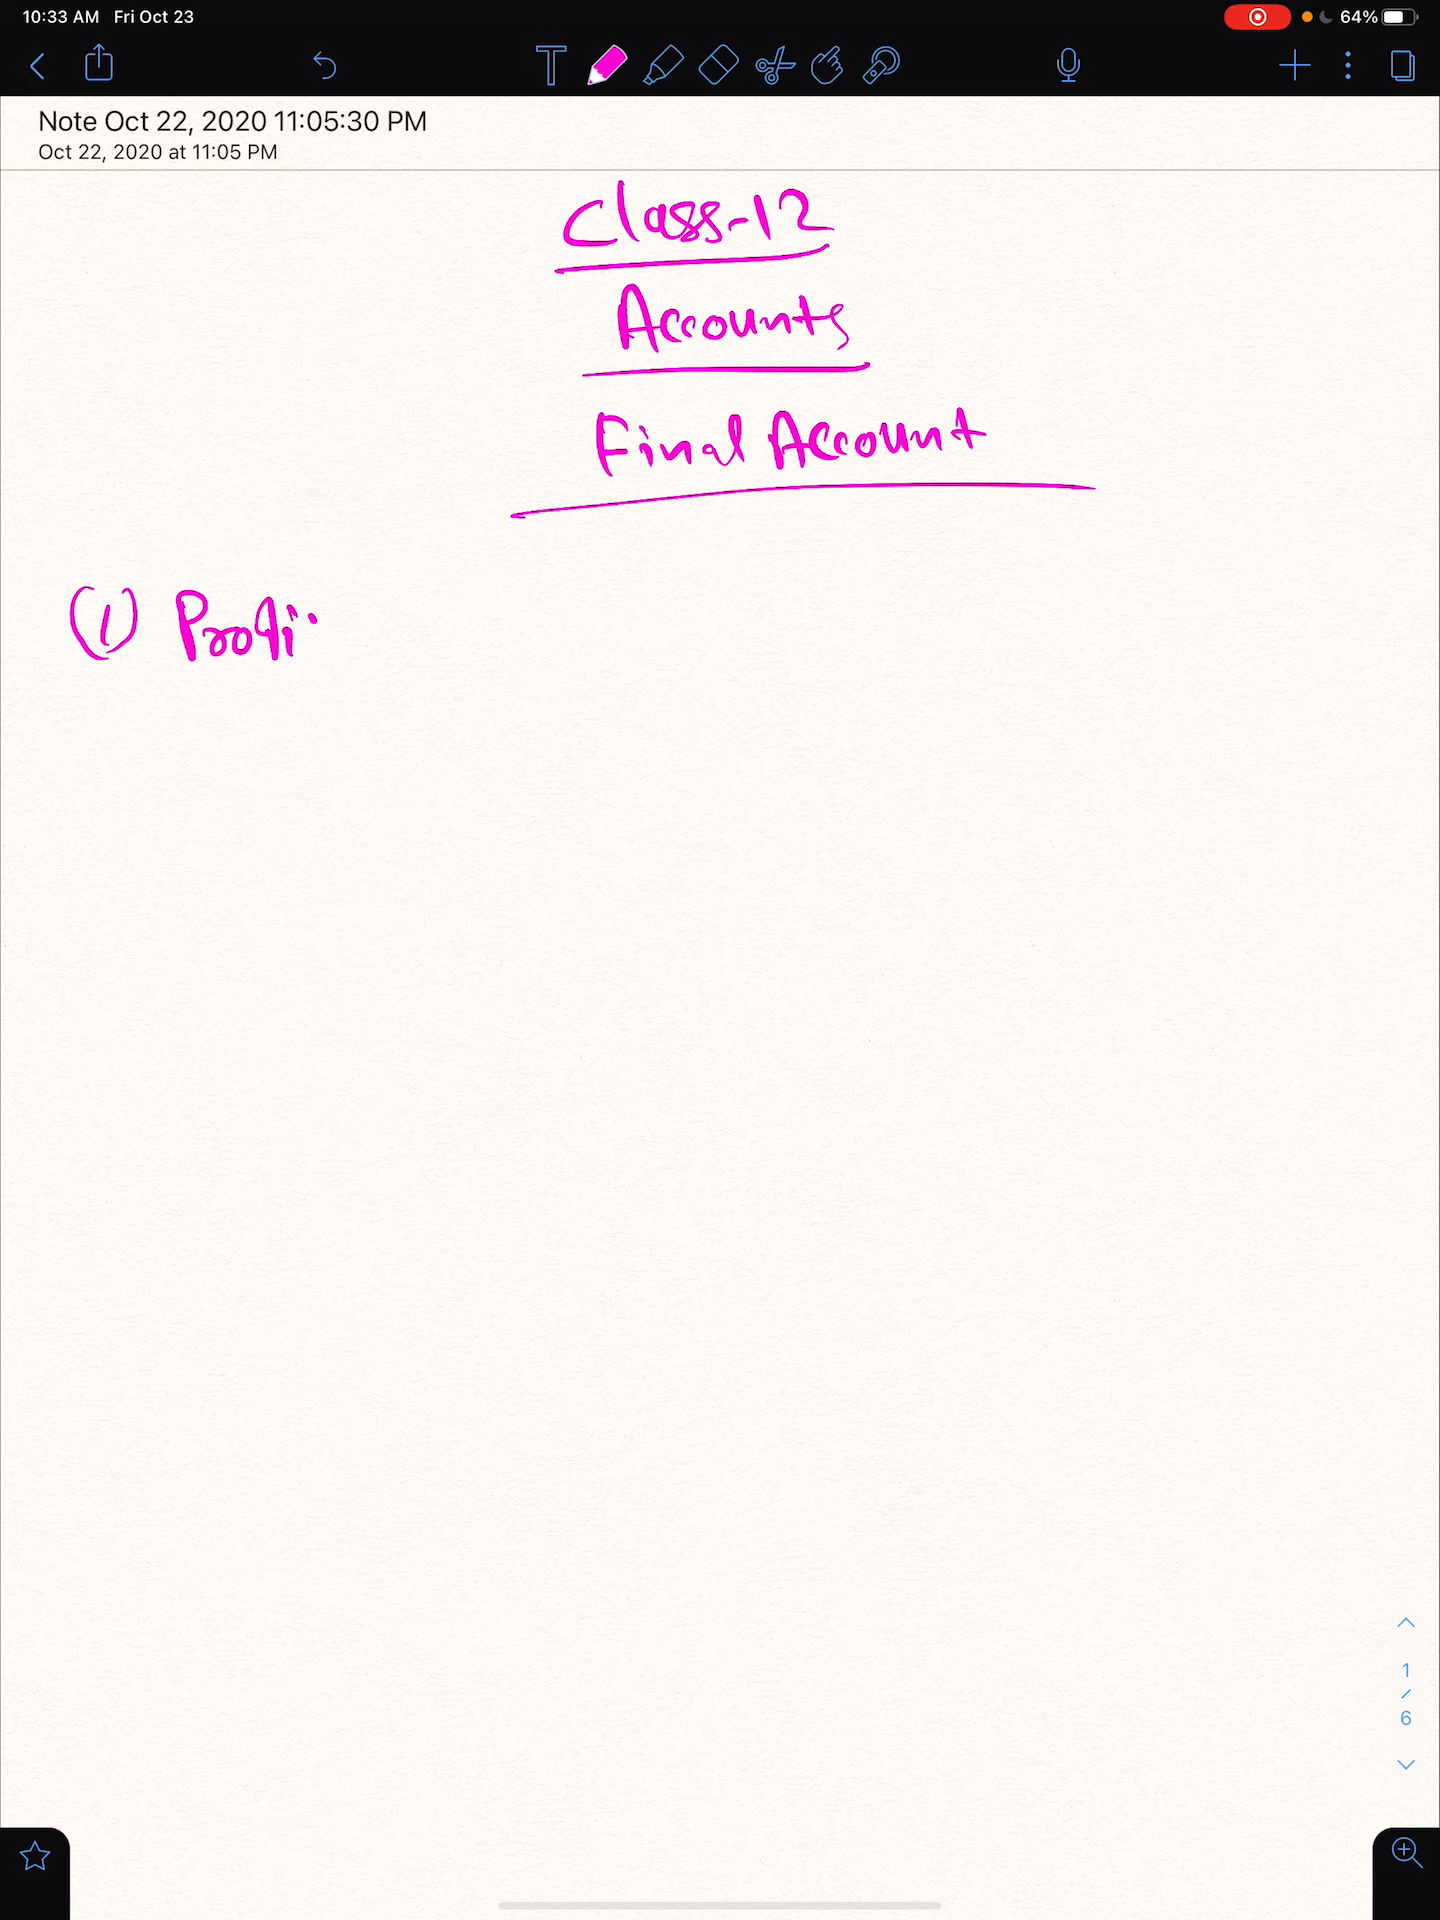 10:33 AM Fri Oct 23
64%
Note Oct 22, 2020 11:05:30 PM
Oct 22, 2020 at 11:05 PM
Class-12
Accounts
Final Account
(1) Profi
1
/
6